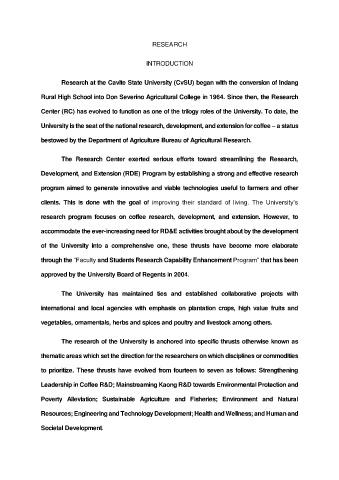 RESEARCH
INTRODUCTION
Research at the Cavite State University (CvSU) began with the conversion of Indang
Rural High School into Don Severino Agricultural College in 1964. Since then, the Research
Center (RC) has evolved to function as one of the trilogy roles of the University. To date, the
University is the seat of the national research, development, and extension for coffee – a status
bestowed by the Department of Agriculture Bureau of Agricultural Research.
The Research Center exerted serious efforts toward streamlining the Research,
Development, and Extension (RDE) Program by establishing a strong and effective research
program aimed to generate innovative and viable technologies useful to farmers and other
clients. This is done with the goal of improving their standard of living. The University's
research program focuses on coffee research, development, and extension. However, to
accommodate the ever-increasing need for RD&E activities brought about by the development
of the University into a comprehensive one, these thrusts have become more elaborate
through the "Faculty and Students Research Capability Enhancement Program" that has been
approved by the University Board of Regents in 2004.
The University has maintained ties and established collaborative projects with
international and local agencies with emphasis on plantation crops, high value fruits and
vegetables, ornamentals, herbs and spices and poultry and livestock among others.
The research of the University is anchored into specific thrusts otherwise known as
thematic areas which set the direction for the researchers on which disciplines or commodities
to prioritize. These thrusts have evolved from fourteen to seven as follows: Strengthening
Leadership in Coffee R&D; Mainstreaming Kaong R&D towards Environmental Protection and
Poverty Alleviation; Sustainable Agriculture and Fisheries; Environment and Natural
Resources; Engineering and Technology Development; Health and Wellness; and Human and
Societal Development.